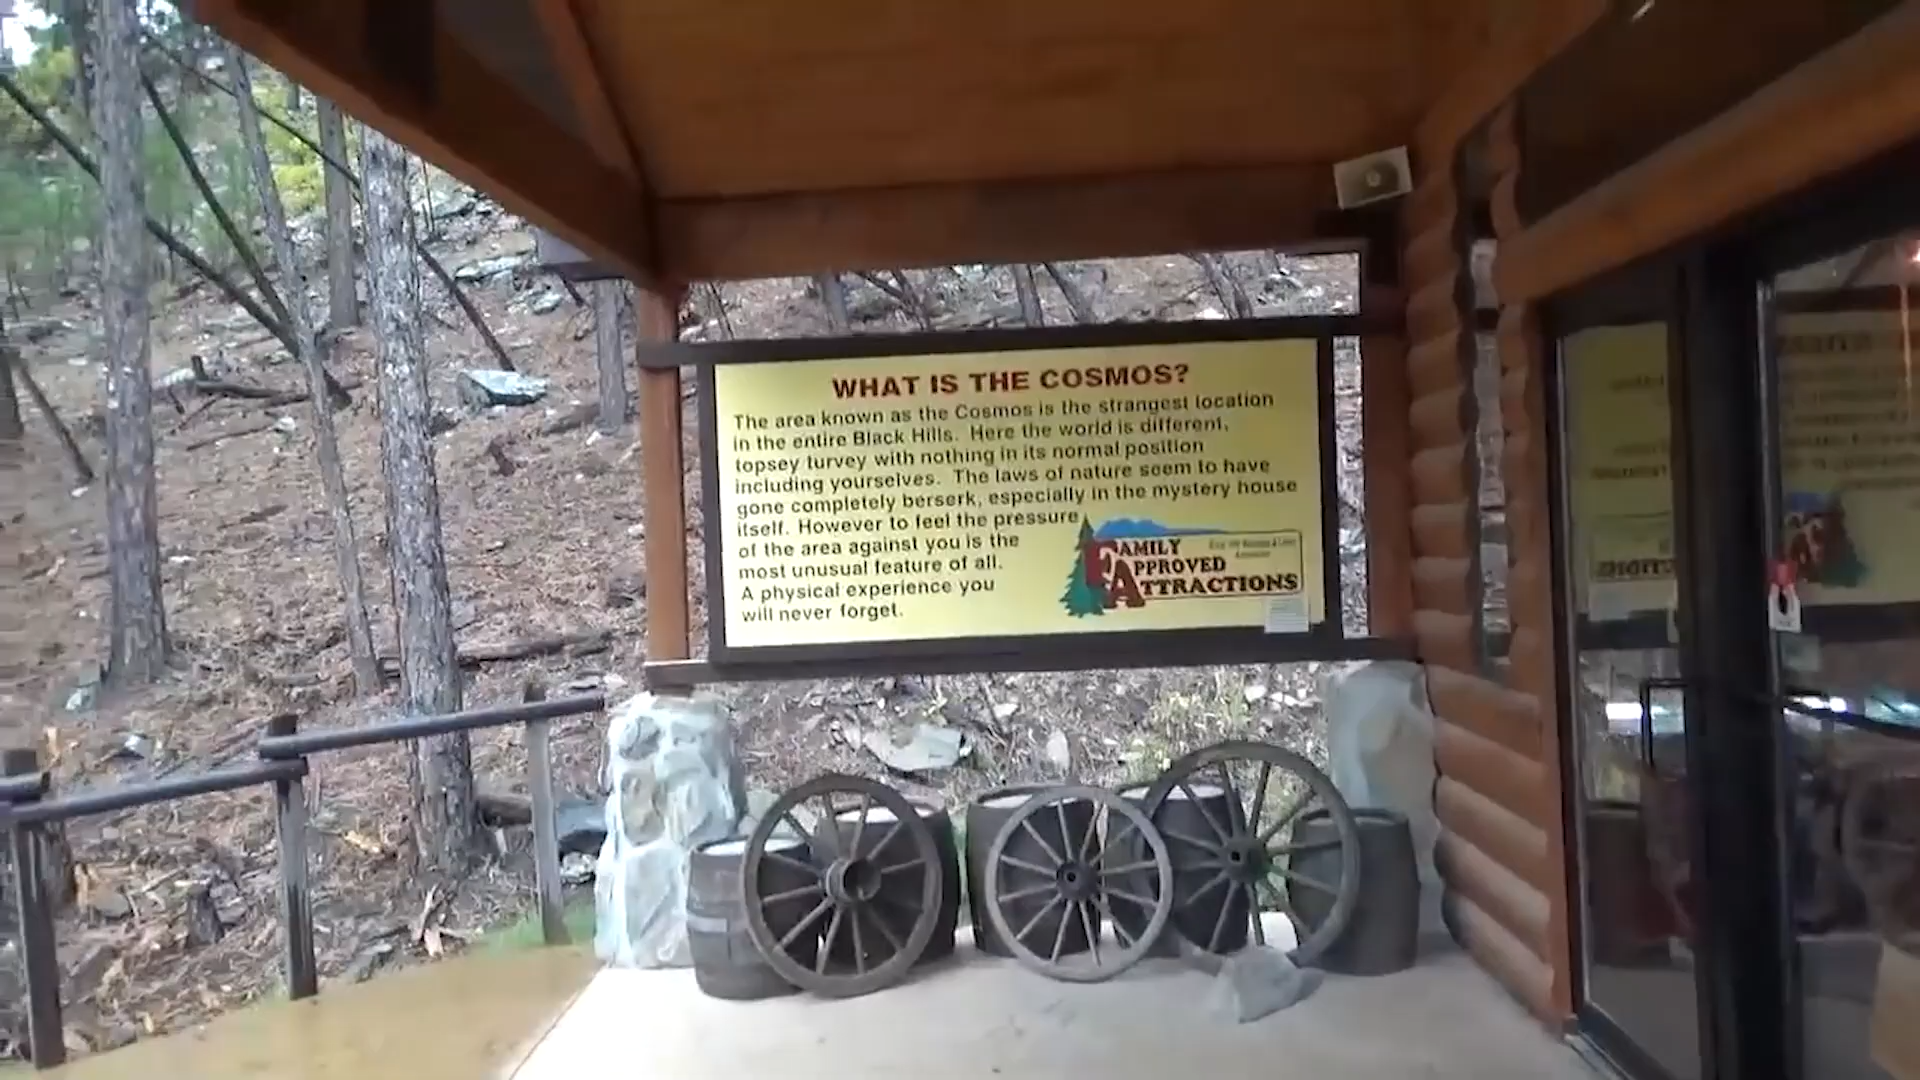 WHAT IS THE COSMOS?
The area known as the Cosmos is the strangest location
in the entire Black Hills. Here the world is different,
topsey turvey with nothing in its normal position
including yourselves. The laws of nature seem to have
gone completely berserk, especially in the mystery house
itself. However to feel the pressure
of the area against you is the
most unusual feature of all.
A physical experience you
will never forget.
FAMILY
APPROVED
ATTRACTIONS